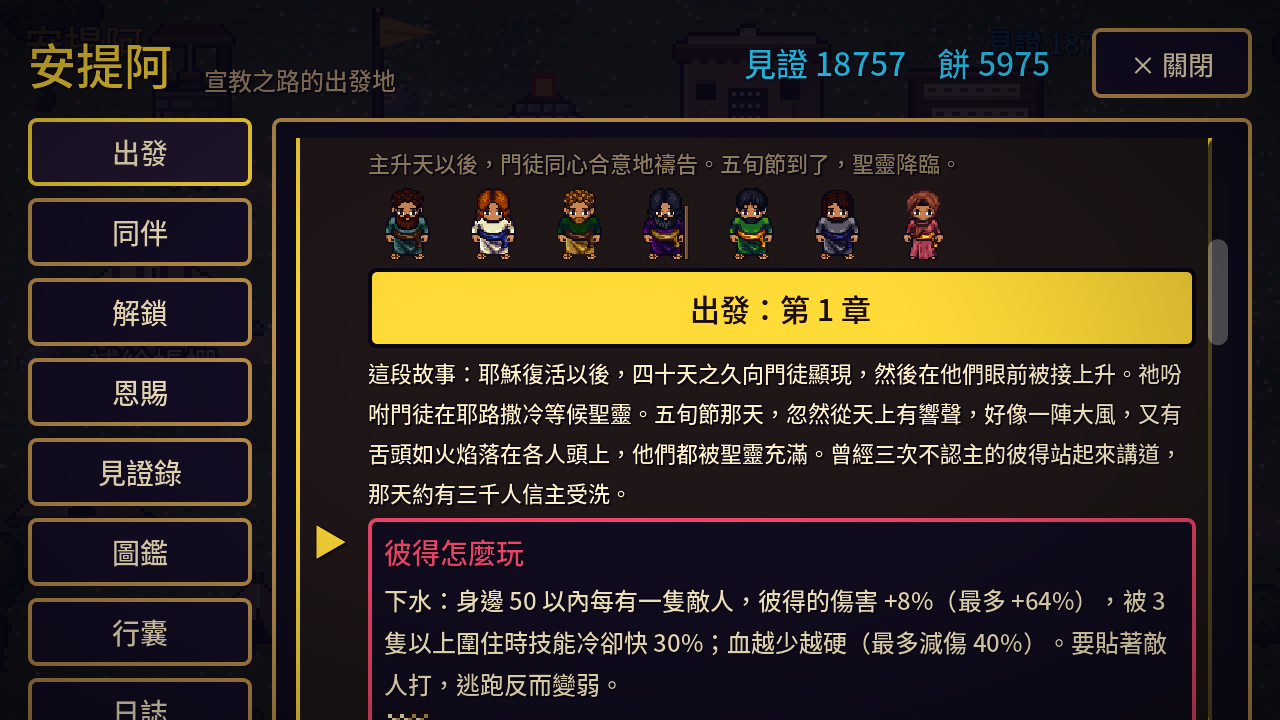 安提阿
宣教之路的出發地
見證 18757
餅 5975
× 關閉
出發
同伴
解鎖
恩賜
見證錄
圖鑑
行囊
日誌
主升天以後，門徒同心合意地禱告。五旬節到了，聖靈降臨。
出發：第 1 章
這段故事：耶穌復活以後，四十天之久向門徒顯現，然後在他們眼前被接上升。祂吩
咐門徒在耶路撒冷等候聖靈。五旬節那天，忽然從天上有響聲，好像一陣大風，又有
舌頭如火焰落在各人頭上，他們都被聖靈充滿。曾經三次不認主的彼得站起來講道，
那天約有三千人信主受洗。
彼得怎麼玩
下水：身邊 50 以內每有一隻敵人，彼得的傷害 +8%（最多 +64%），被 3
隻以上圍住時技能冷卻快 30%；血越少越硬（最多減傷 40%）。要貼著敵
人打，逃跑反而變弱。